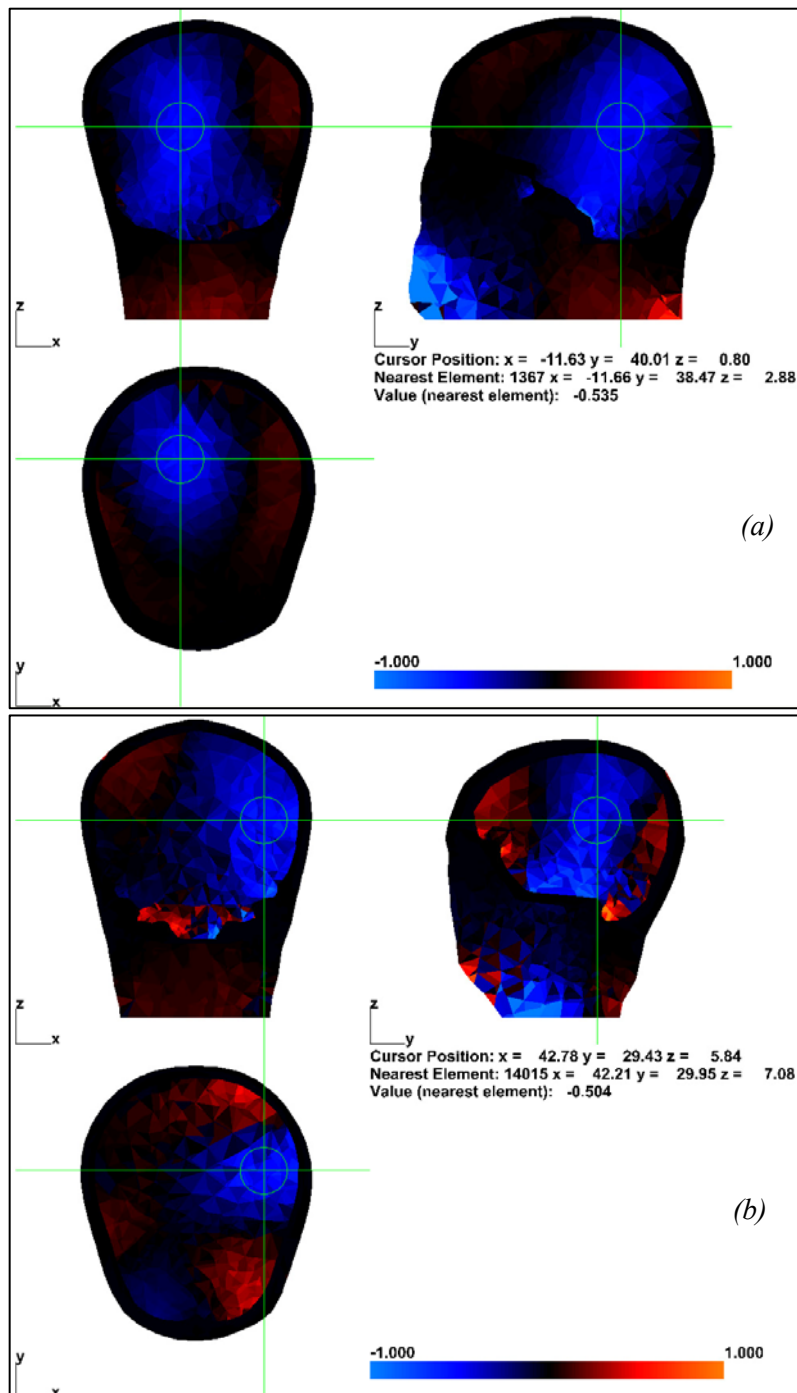 z
x
z
y
Cursor Position: x = -11.63 y = 40.01 z = 0.80
Nearest Element: 1367 x = -11.66 y = 38.47 z = 2.88
Value (nearest element): -0.535
(a)
y
x
-1.000 1.000
z
x
z
y
Cursor Position: x = 42.78 y = 29.43 z = 5.84
Nearest Element: 14015 x = 42.21 y = 29.95 z = 7.08
Value (nearest element): -0.504
(b)
-1.000 1.000
y
x